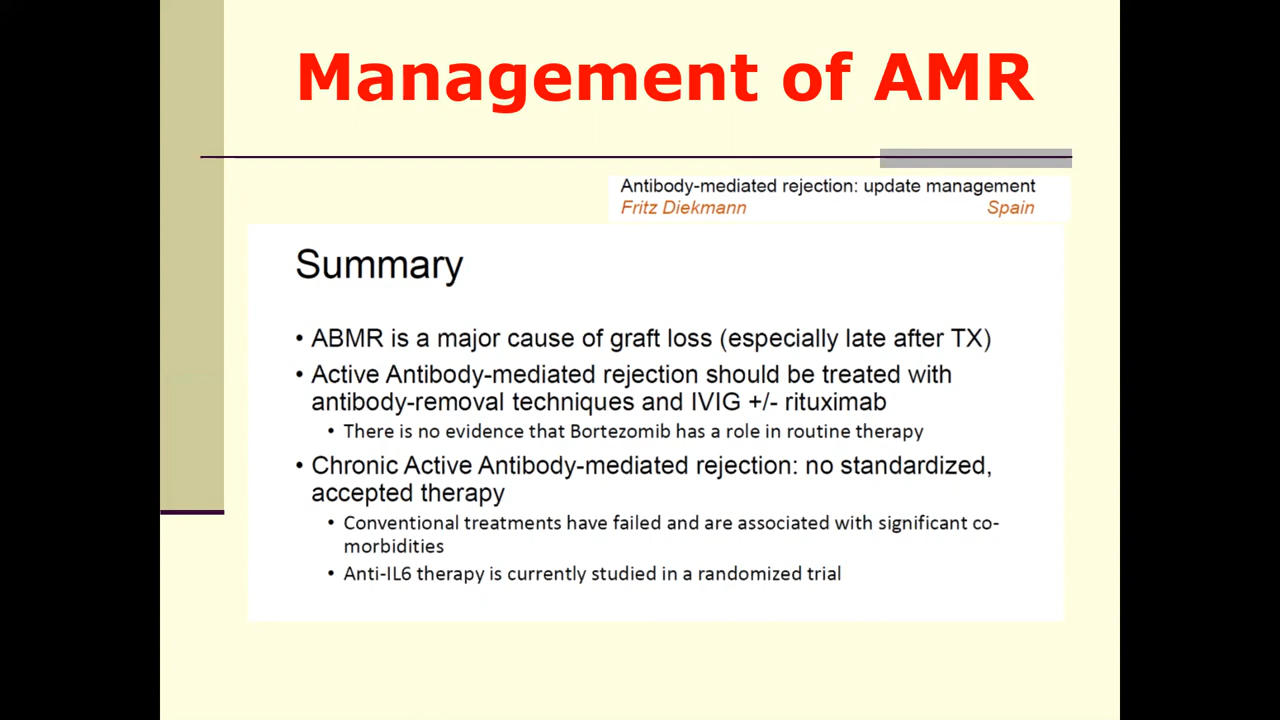 Management of AMR
Antibody-mediated rejection: update management
Fritz Diekmann Spain
Summary
• ABMR is a major cause of graft loss (especially late after TX)
• Active Antibody-mediated rejection should be treated with
antibody-removal techniques and IVIG +/- rituximab
• There is no evidence that Bortezomib has a role in routine therapy
• Chronic Active Antibody-mediated rejection: no standardized,
accepted therapy
• Conventional treatments have failed and are associated with significant co-
morbidities
• Anti-IL6 therapy is currently studied in a randomized trial